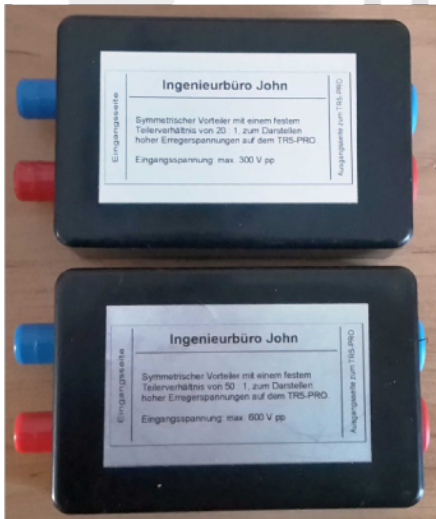 Eingangsseite
Ingenieurbüro John
Symmetrischer Vorteiler mit einem festem
Teilerverhältnis von 20 : 1, zum Darstellen
hoher Erregerspannungen auf dem TR5-PRO
Eingangsspannung: max. 300 V pp
Ausgangsseite zum TR5-PRO
Eingangsseite
Ingenieurbüro John
Symmetrischer Vorteiler mit einem festem
Teilerverhältnis von 50 : 1, zum Darstellen
hoher Erregerspannungen auf dem TR5-PRO.
Eingangsspannung: max. 600 V pp
Ausgangsseite zum TR5-PRO